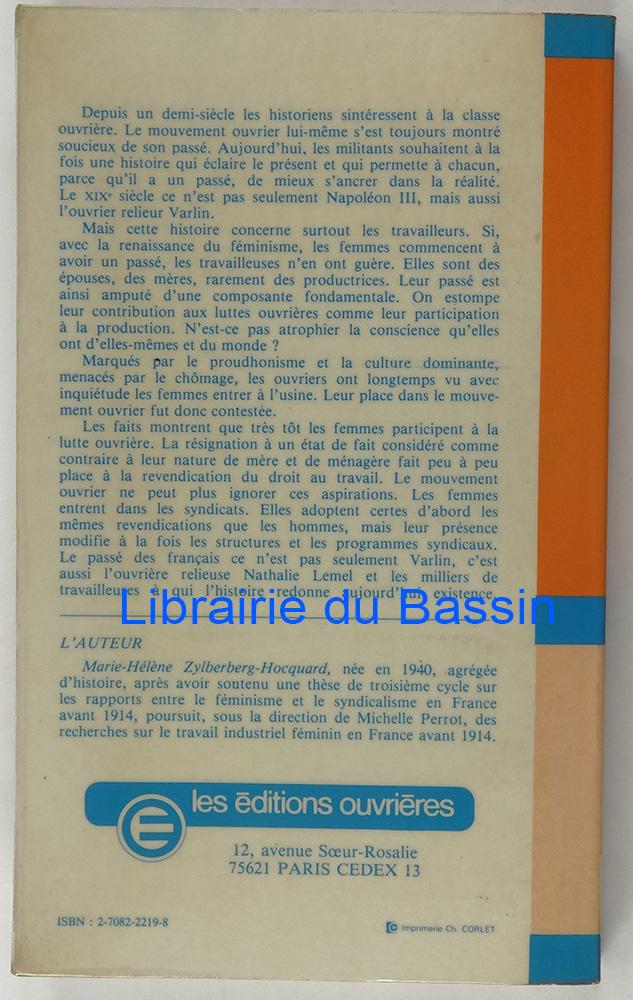 Depuis un demi-siècle les historiens sintéressent à la classe
ouvrière. Le mouvement ouvrier lui-même s'est toujours montré
soucieux de son passé. Aujourd'hui, les militants souhaitent à la
fois une histoire qui éclaire le présent et qui permette à chacun,
parce qu'il a un passé, de mieux s'ancrer dans la réalité.
Le XIXe siècle ce n'est pas seulement Napoléon III, mais aussi
l'ouvrier relieur Varlin.
Mais cette histoire concerne surtout les travailleurs. Si,
avec la renaissance du féminisme, les femmes commencent à
avoir un passé, les travailleuses n'en ont guère. Elles sont des
épouses, des mères, rarement des productrices. Leur passé est
ainsi amputé d'une composante fondamentale. On estompe
leur contribution aux luttes ouvrières comme leur participation
à la production. N'est-ce pas atrophier la conscience qu'elles
ont d'elles-mêmes et du monde ?
Marqués par le proudhonisme et la culture dominante,
menacés par le chômage, les ouvriers ont longtemps vu avec
inquiétude les femmes entrer à l'usine. Leur place dans le mouve-
ment ouvrier fut donc contestée.
Les faits montrent que très tôt les femmes participent à la
lutte ouvrière. La résignation à un état de fait considéré comme
contraire à leur nature de mère et de ménagère fait peu à peu
place à la revendication du droit au travail. Le mouvement
ouvrier ne peut plus ignorer ces aspirations. Les femmes
entrent dans les syndicats. Elles adoptent certes d'abord les
mêmes revendications que les hommes, mais leur présence
modifie à la fois les structures et les programmes syndicaux.
Le passé des français ce n'est pas seulement Varlin, c'est
aussi l'ouvrière relieuse Nathalie Lemel et les milliers de
travailleuses à qui l'histoire redonne aujourd'hui existence.
Librairie du Bassin
L'AUTEUR
Marie-Hélène Zylberberg-Hocquard, née en 1940, agrégée
d'histoire, après avoir soutenu une thèse de troisième cycle sur
les rapports entre le féminisme et le syndicalisme en France
avant 1914, poursuit, sous la direction de Michelle Perrot, des
recherches sur le travail industriel féminin en France avant 1914.
les éditions ouvrières
12, avenue Sœur-Rosalie
75621 PARIS CEDEX 13
ISBN : 2-7082-2219-8
Imprimerie Ch. CORLET